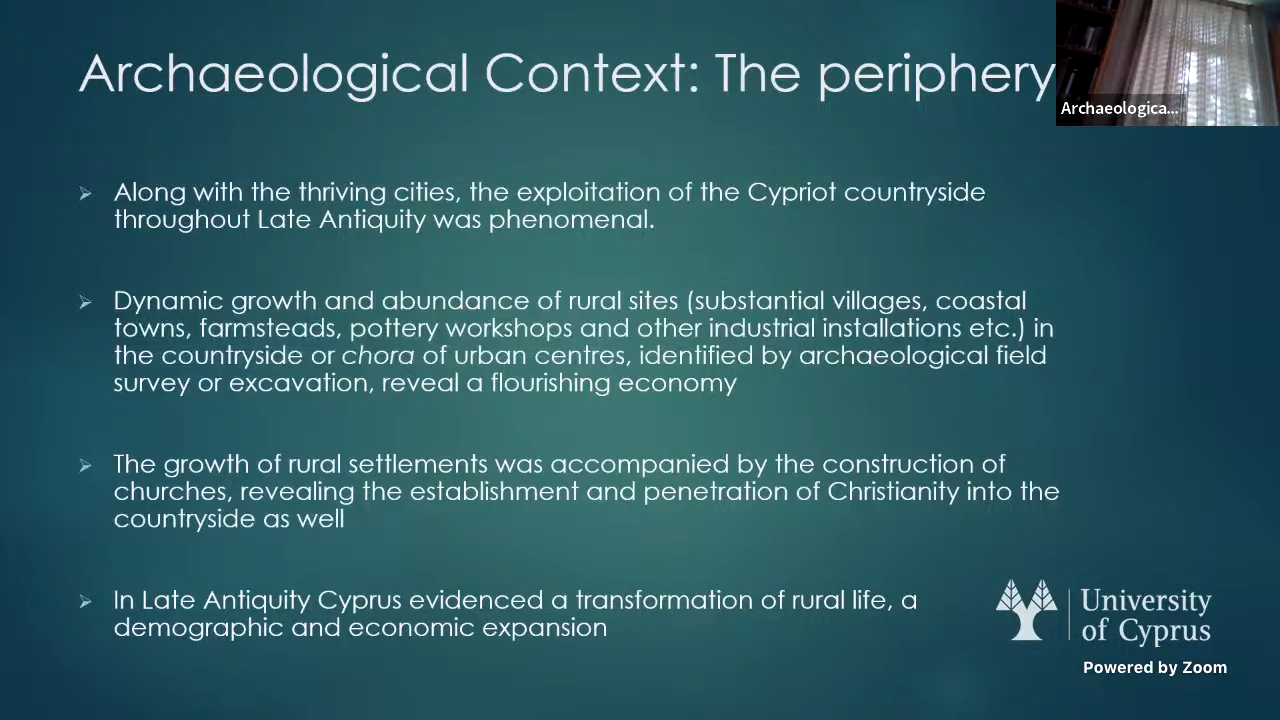 Archaeological Context: The periphery
Archaeologica...
Along with the thriving cities, the exploitation of the Cypriot countryside
throughout Late Antiquity was phenomenal.
Dynamic growth and abundance of rural sites (substantial villages, coastal
towns, farmsteads, pottery workshops and other industrial installations etc.) in
the countryside or chora of urban centres, identified by archaeological field
survey or excavation, reveal a flourishing economy
The growth of rural settlements was accompanied by the construction of
churches, revealing the establishment and penetration of Christianity into the
countryside as well
In Late Antiquity Cyprus evidenced a transformation of rural life, a
demographic and economic expansion
University
of Cyprus
Powered by Zoom